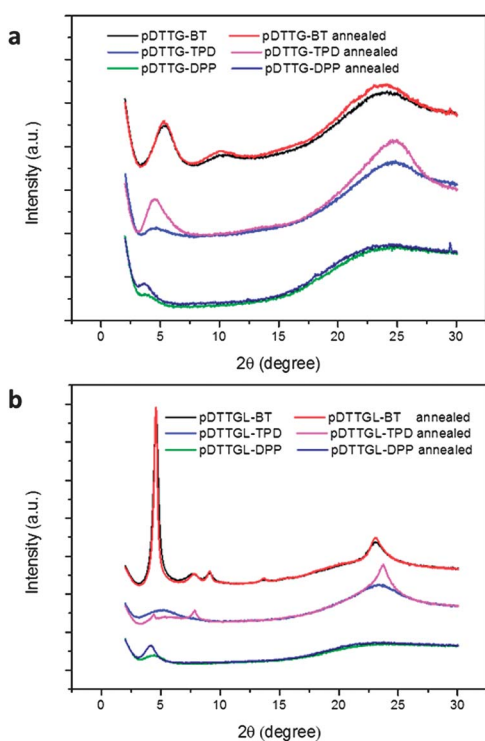 a
pDTTG-BT pDTTG-BT annealed
pDTTG-TPD pDTTG-TPD annealed
pDTTG-DPP pDTTG-DPP annealed
Intensity (a.u.)
0 5 10 15 20 25 30
2θ (degree)
b
pDTTGL-BT pDTTGL-BT annealed
pDTTGL-TPD pDTTGL-TPD annealed
pDTTGL-DPP pDTTGL-DPP annealed
Intensity (a.u.)
0 5 10 15 20 25 30
2θ (degree)